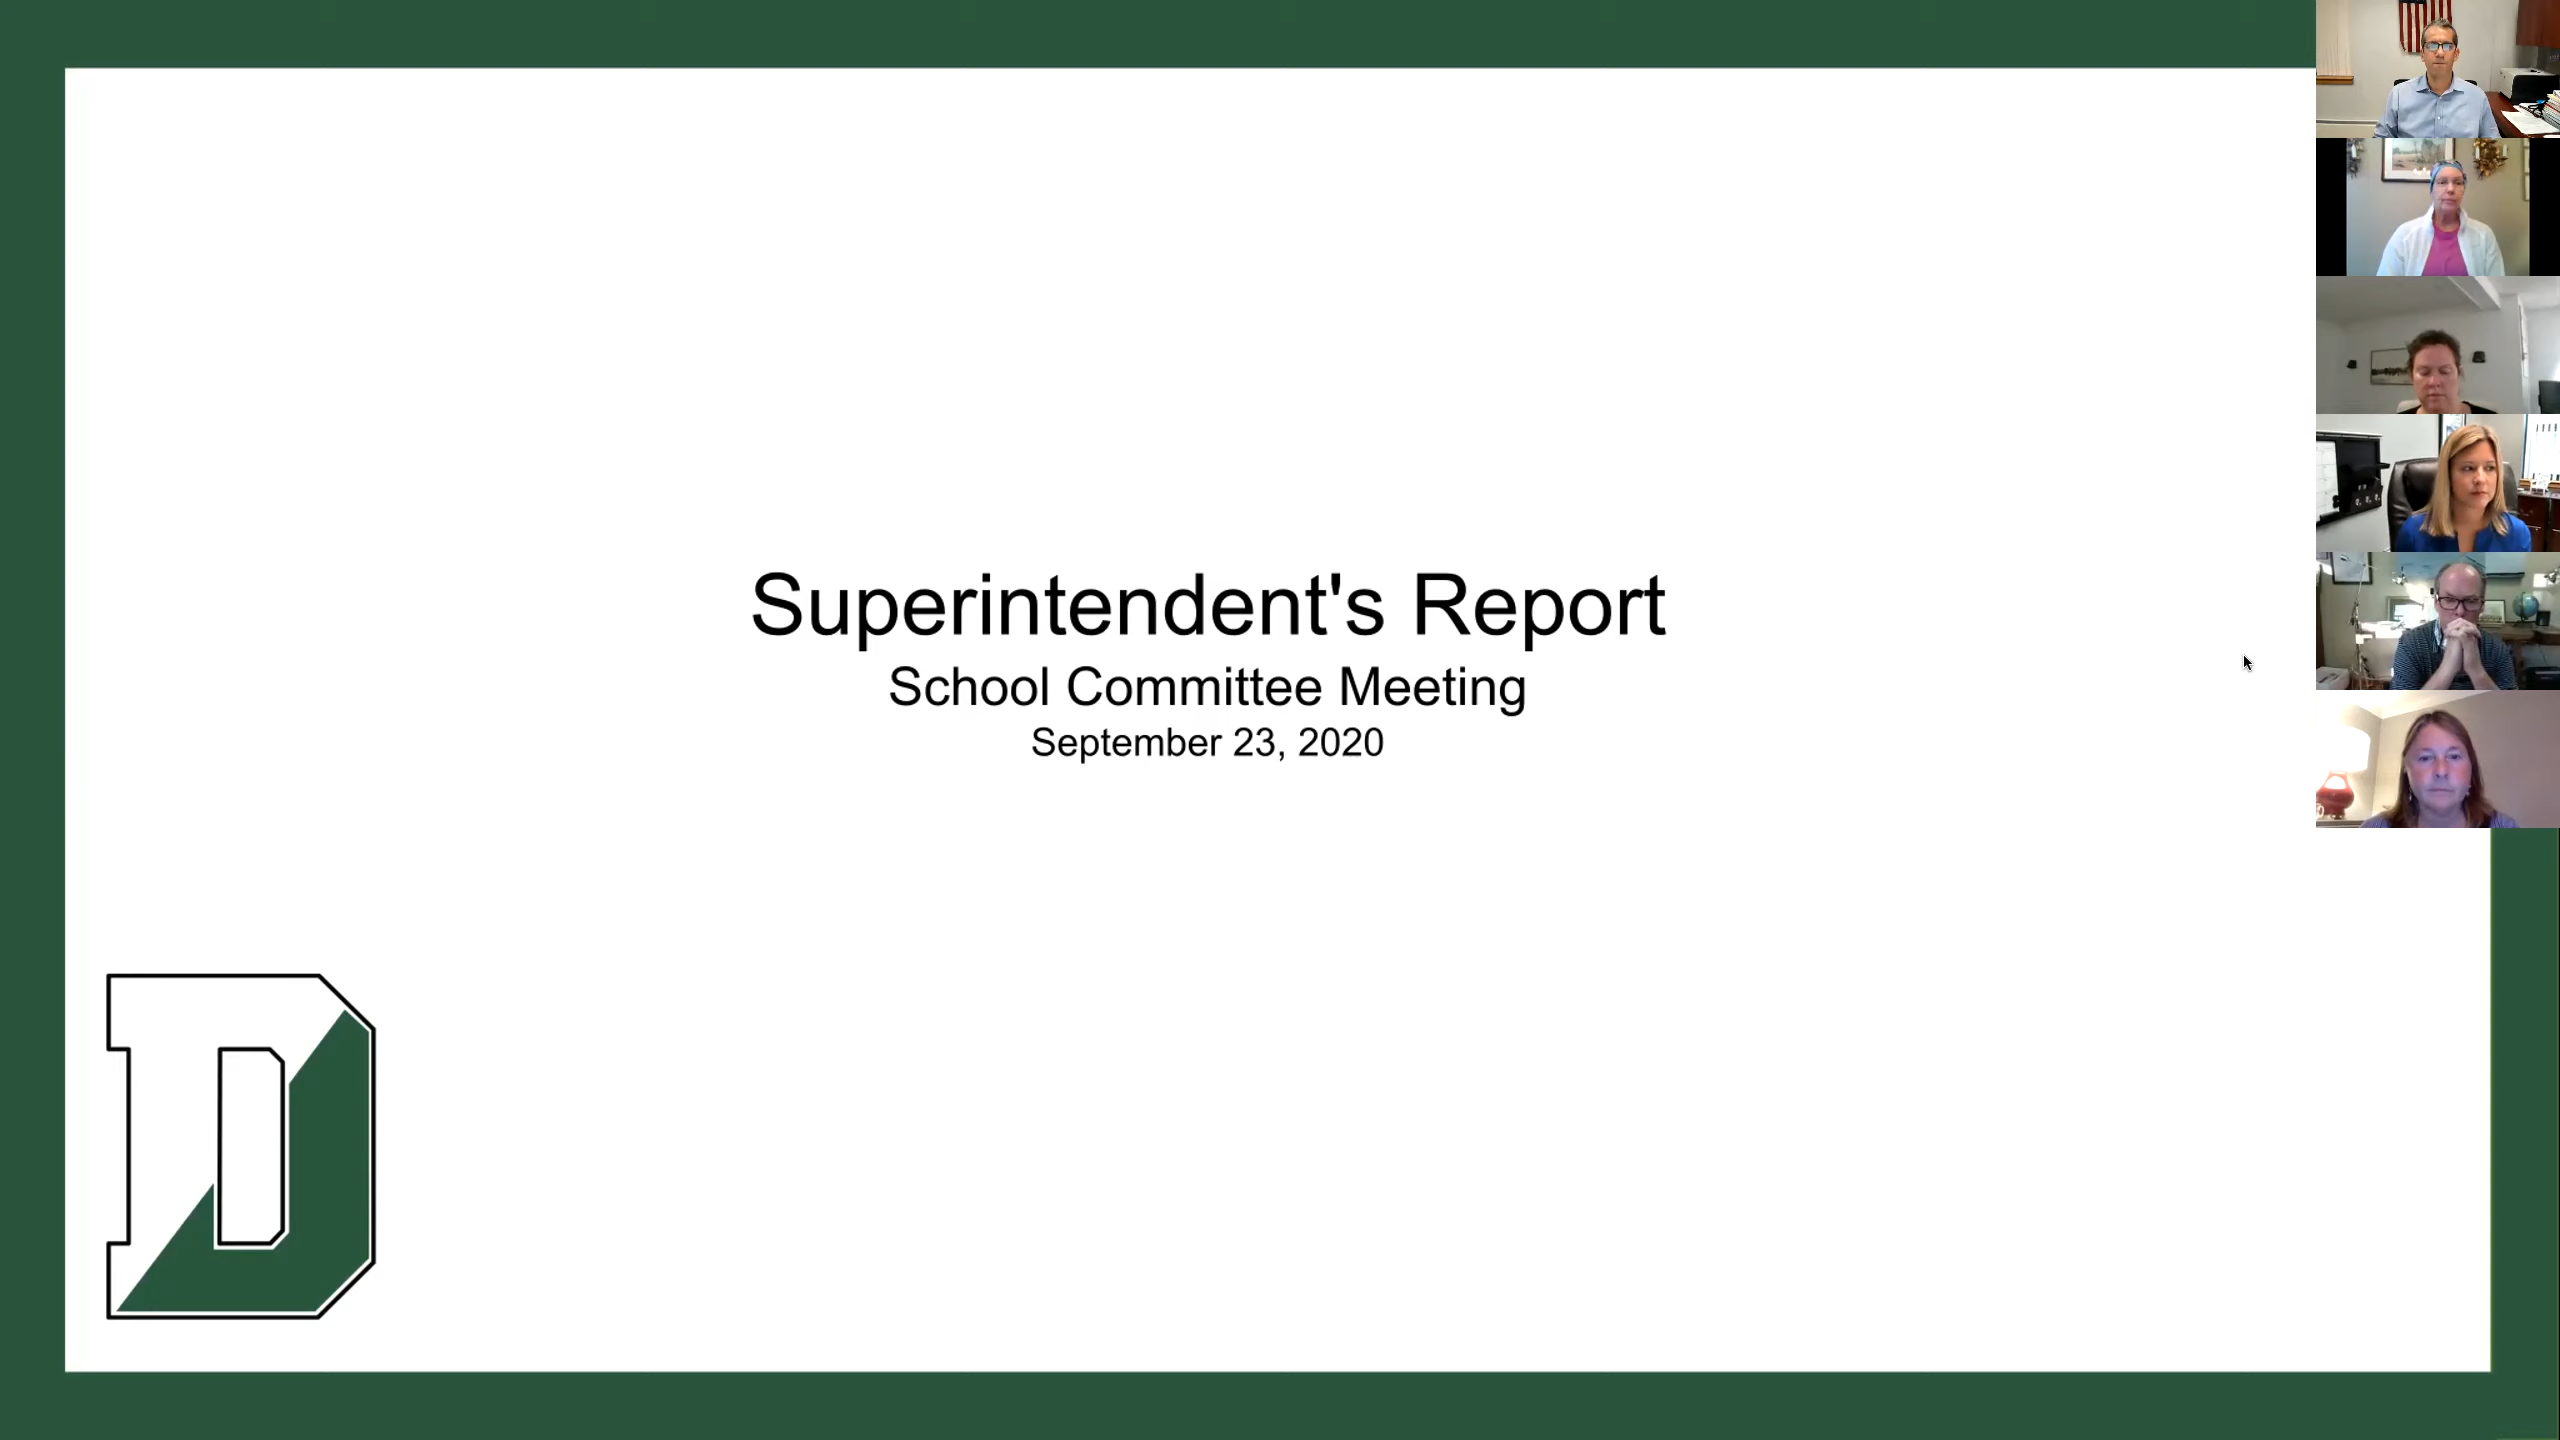 Superintendent's Report
School Committee Meeting
September 23, 2020
D